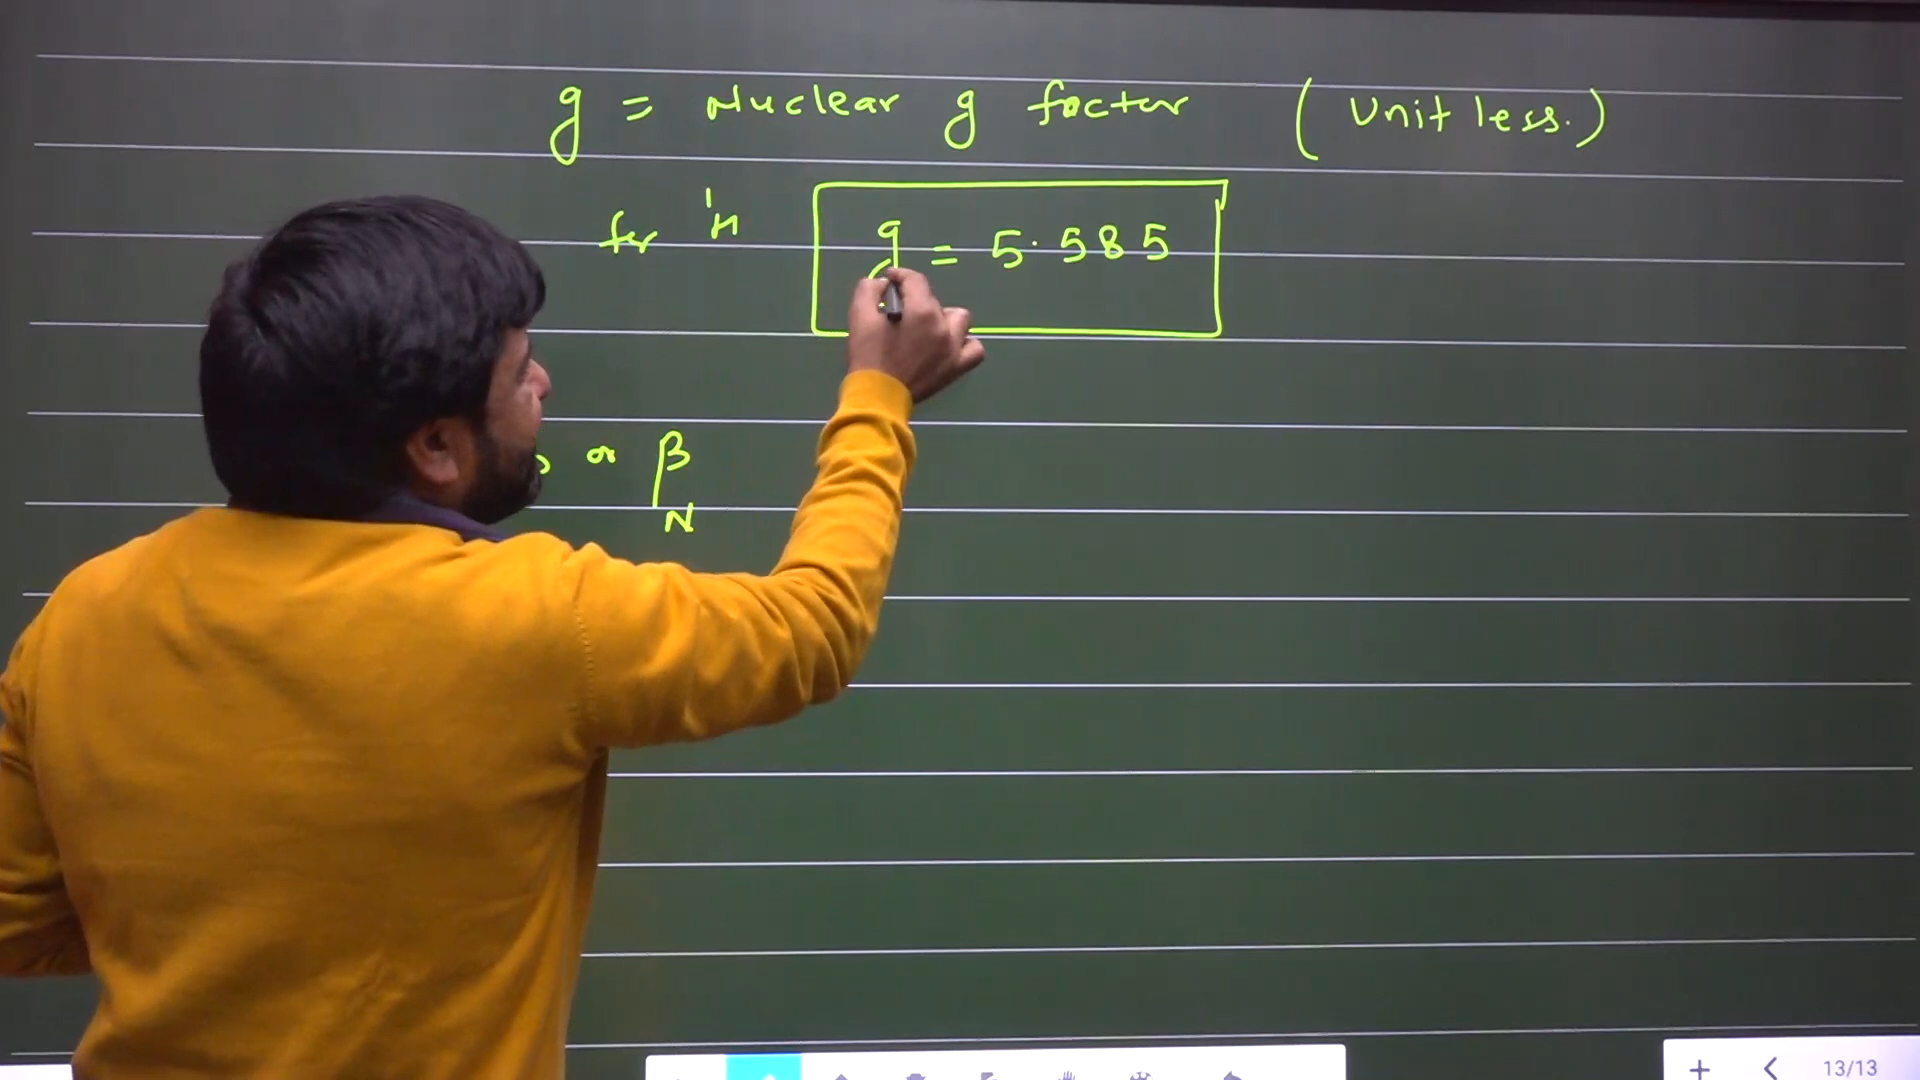 g = Nuclear g factor (Unit less.)
for ¹H g = 5.585
or β
N
+ < 13/13